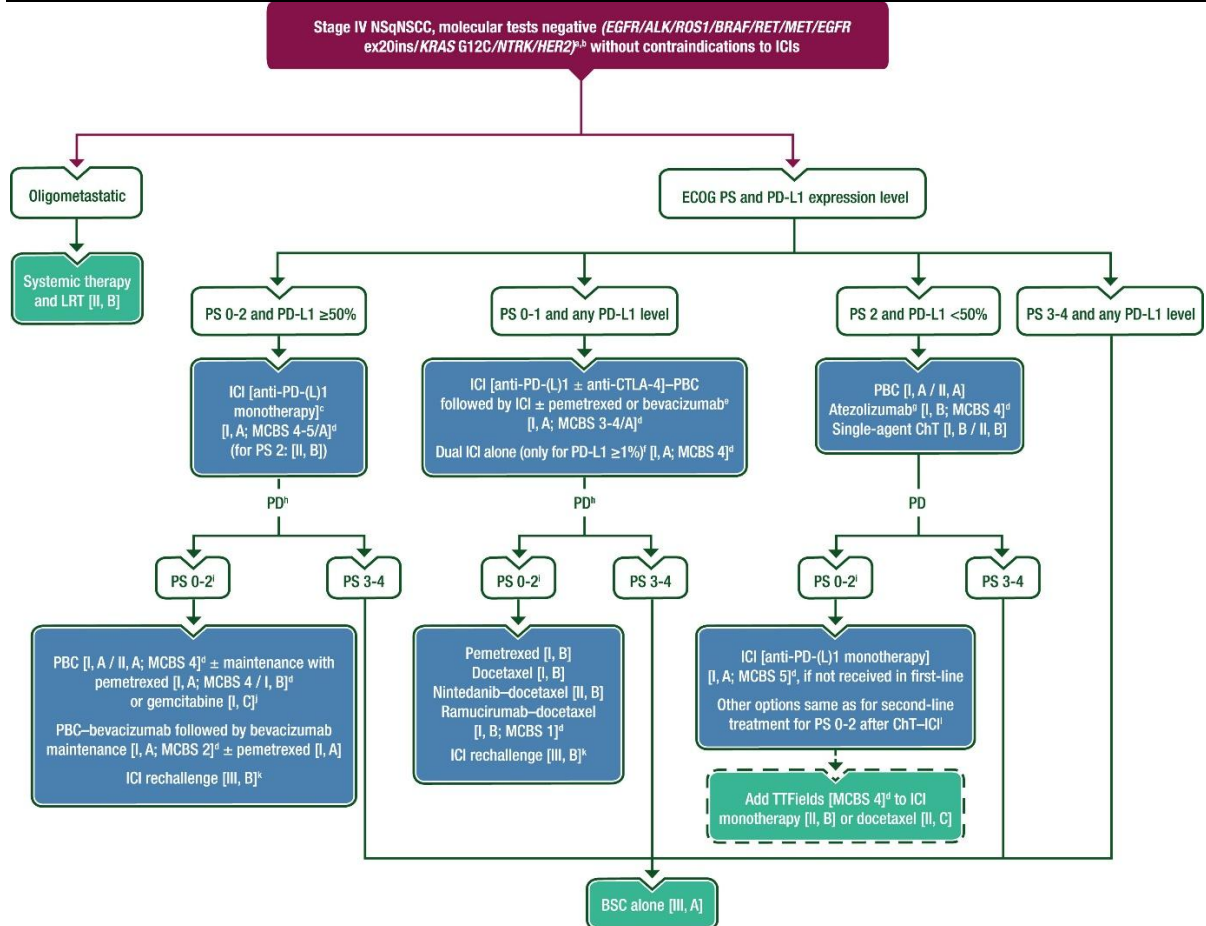 Stage IV NSqNSCC, molecular tests negative (EGFR/ALK/ROS1/BRAF/RET/MET/EGFR
ex20ins/KRAS G12C/NTRK/HER2)a,b without contraindications to ICIs
Oligometastatic
ECOG PS and PD-L1 expression level
Systemic therapy
and LRT [II, B]
PS 0-2 and PD-L1 ≥50%
PS 0-1 and any PD-L1 level
PS 2 and PD-L1 <50%
PS 3-4 and any PD-L1 level
ICI [anti-PD-(L)1
monotherapy]c
[I, A; MCBS 4-5/A]d
(for PS 2: [II, B])
ICI [anti-PD-(L)1 ± anti-CTLA-4]–PBC
followed by ICI ± pemetrexed or bevacizumabe
[I, A; MCBS 3-4/A]d
Dual ICI alone (only for PD-L1 ≥1%)f [I, A; MCBS 4]d
PBC [I, A / II, A]
Atezolizumabg [I, B; MCBS 4]d
Single-agent ChT [I, B / II, B]
PDh
PDh
PD
PS 0-2i
PS 3-4
PS 0-2i
PS 3-4
PS 0-2i
PS 3-4
PBC [I, A / II, A; MCBS 4]d ± maintenance with
pemetrexed [I, A; MCBS 4 / I, B]d
or gemcitabine [I, C]j
PBC–bevacizumab followed by bevacizumab
maintenance [I, A; MCBS 2]d ± pemetrexed [I, A]
ICI rechallenge [III, B]k
Pemetrexed [I, B]
Docetaxel [I, B]
Nintedanib–docetaxel [II, B]
Ramucirumab–docetaxel
[I, B; MCBS 1]d
ICI rechallenge [III, B]k
ICI [anti-PD-(L)1 monotherapy]
[I, A; MCBS 5]d, if not received in first-line
Other options same as for second-line
treatment for PS 0-2 after ChT–ICIl
Add TTFields [MCBS 4]d to ICI
monotherapy [II, B] or docetaxel [II, C]
BSC alone [III, A]